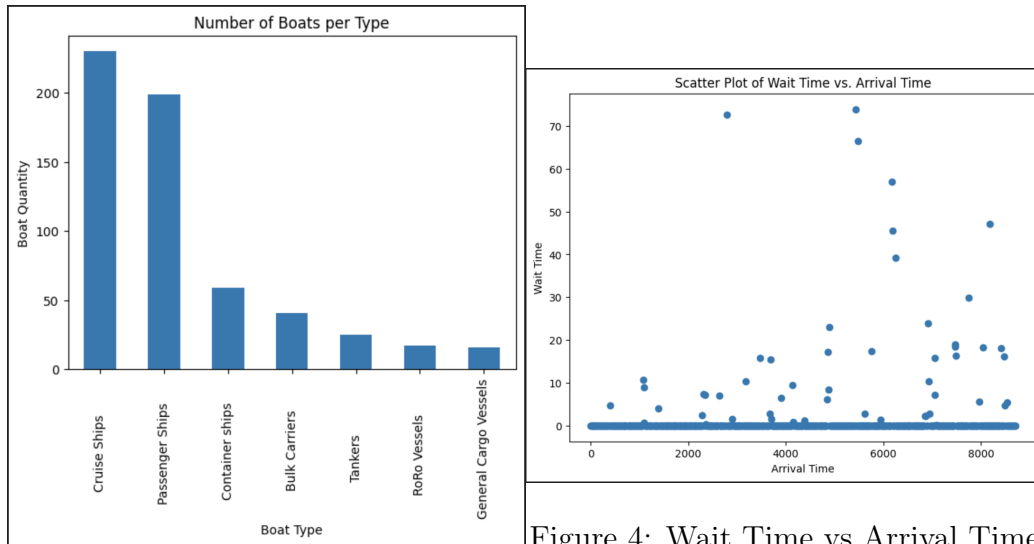 Number of Boats per Type
Boat Quantity
200
150
100
50
0
Cruise Ships
Passenger Ships
Container ships
Bulk Carriers
Tankers
RoRo Vessels
General Cargo Vessels
Boat Type
Scatter Plot of Wait Time vs. Arrival Time
Wait Time
70
60
50
40
30
20
10
0
0 2000 4000 6000 8000
Arrival Time
Figure 4: Wait Time vs Arrival Time